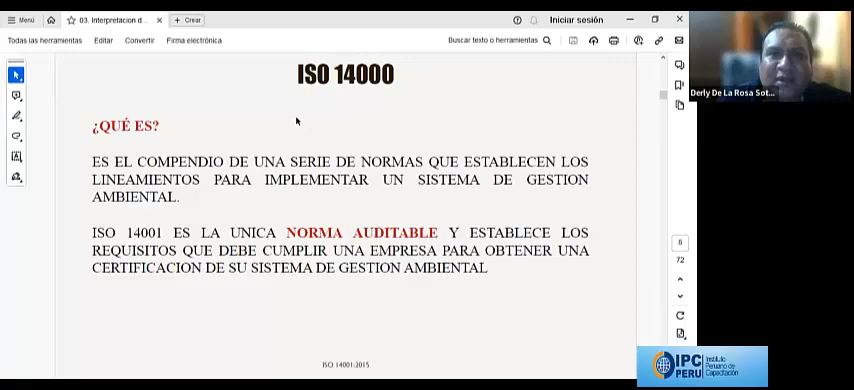 Menú
03. Interpretacion d...
Crear
Iniciar sesión
Todas las herramientas
Editar
Convertir
Firma electrónica
Buscar texto o herramientas
ISO 14000
¿QUÉ ES?
ES EL COMPENDIO DE UNA SERIE DE NORMAS QUE ESTABLECEN LOS
LINEAMIENTOS PARA IMPLEMENTAR UN SISTEMA DE GESTION
AMBIENTAL.
ISO 14001 ES LA UNICA NORMA AUDITABLE Y ESTABLECE LOS
REQUISITOS QUE DEBE CUMPLIR UNA EMPRESA PARA OBTENER UNA
CERTIFICACION DE SU SISTEMA DE GESTION AMBIENTAL
ISO 14001:2015
8
72
Derly De La Rosa Sot...
IPC
PERU
Instituto
Peruano de
Capacitación